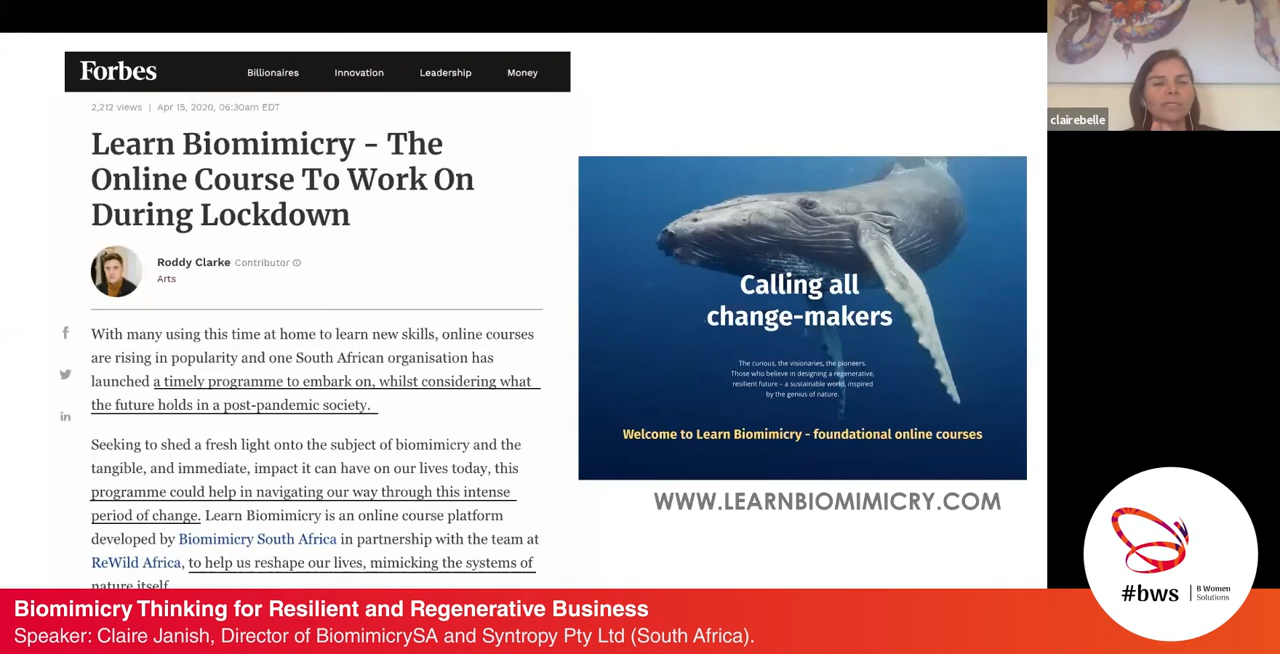 Forbes
Billionaires Innovation Leadership Money
2,212 views | Apr 15, 2020, 06:30am EDT
Learn Biomimicry - The
Online Course To Work On
During Lockdown
Roddy Clarke Contributor
Arts
With many using this time at home to learn new skills, online courses
are rising in popularity and one South African organisation has
launched a timely programme to embark on, whilst considering what
the future holds in a post-pandemic society.
Seeking to shed a fresh light onto the subject of biomimicry and the
tangible, and immediate, impact it can have on our lives today, this
programme could help in navigating our way through this intense
period of change. Learn Biomimicry is an online course platform
developed by Biomimicry South Africa in partnership with the team at
ReWild Africa, to help us reshape our lives, mimicking the systems of
nature itself.
Calling all
change-makers
The curious, the visionaries, the pioneers.
Those who believe in designing a regenerative,
resilient future – a sustainable world, inspired
by the genius of nature.
Welcome to Learn Biomimicry - foundational online courses
WWW.LEARNBIOMIMICRY.COM
clairebelle
#bws | B Women
Solutions
Biomimicry Thinking for Resilient and Regenerative Business
Speaker: Claire Janish, Director of BiomimicrySA and Syntropy Pty Ltd (South Africa).